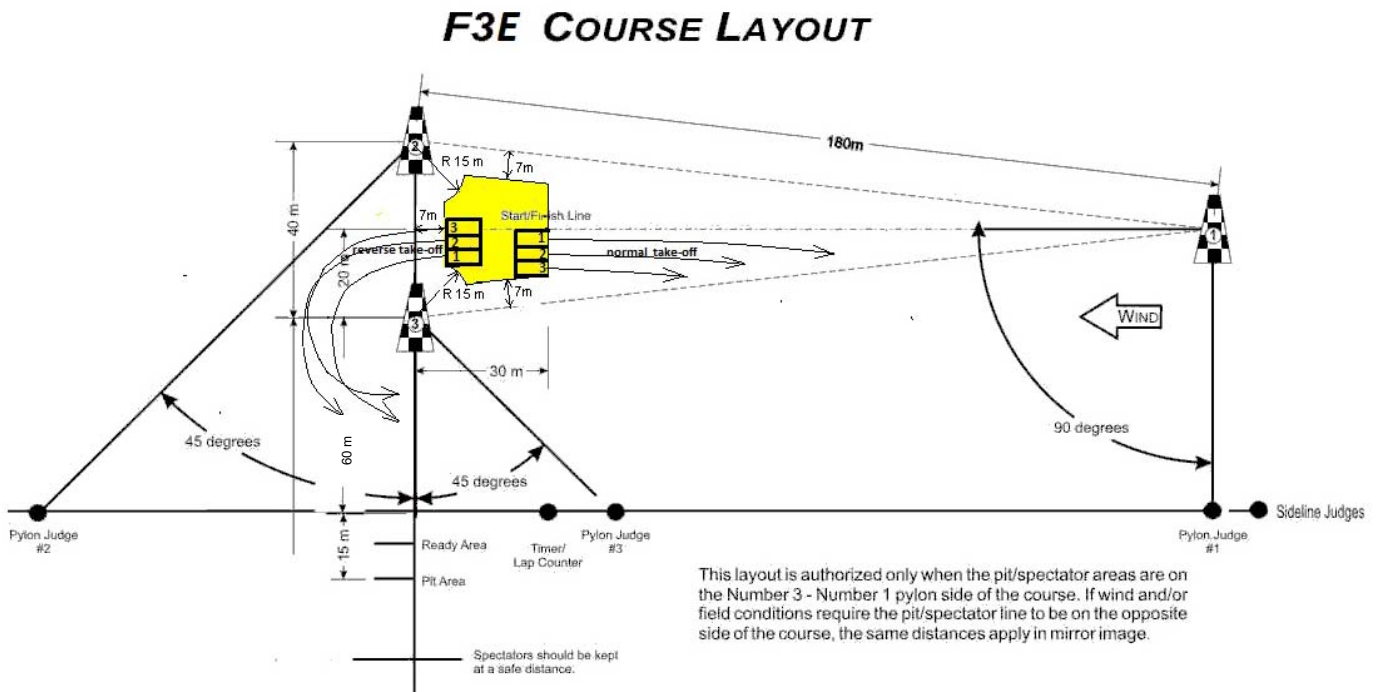 F3E COURSE LAYOUT
180m
2
R 15 m
7m
40 m
7m
Start/Finish Line
3
2
1
1
2
3
reverse take-off
normal take-off
1
20 m
R 15 m
7m
3
WIND
30 m
90 degrees
45 degrees
60 m
45 degrees
Sideline Judges
Pylon Judge
#2
Ready Area
Timer/
Lap Counter
Pylon Judge
#3
Pylon Judge
#1
15 m
Pit Area
This layout is authorized only when the pit/spectator areas are on
the Number 3 - Number 1 pylon side of the course. If wind and/or
field conditions require the pit/spectator line to be on the opposite
side of the course, the same distances apply in mirror image.
Spectators should be kept
at a safe distance.